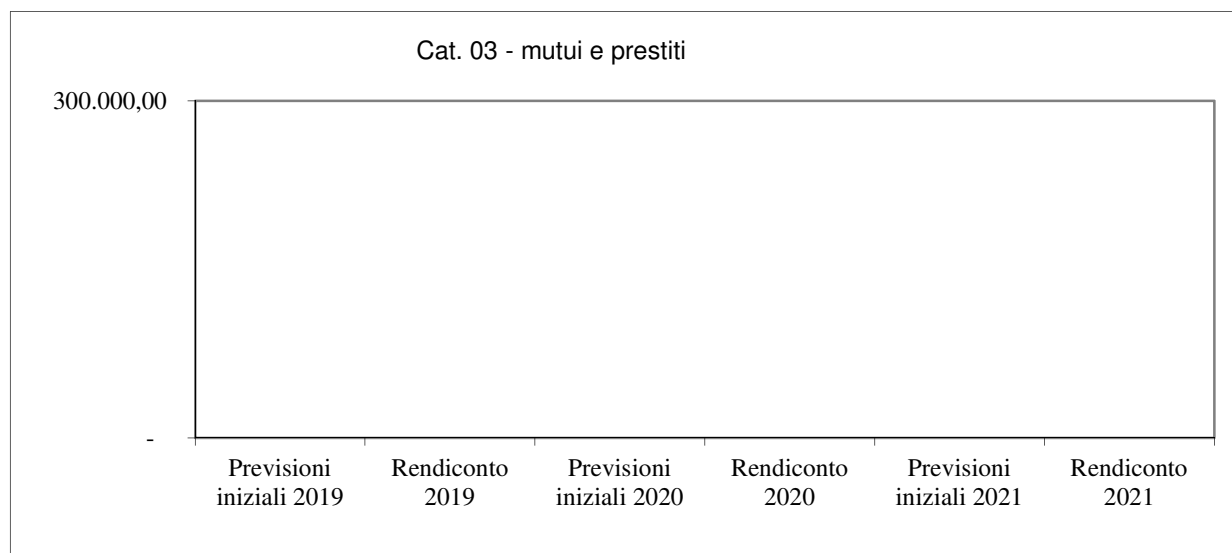 Cat. 03 - mutui e prestiti
300.000,00
-
Previsioni
iniziali 2019
Rendiconto
2019
Previsioni
iniziali 2020
Rendiconto
2020
Previsioni
iniziali 2021
Rendiconto
2021